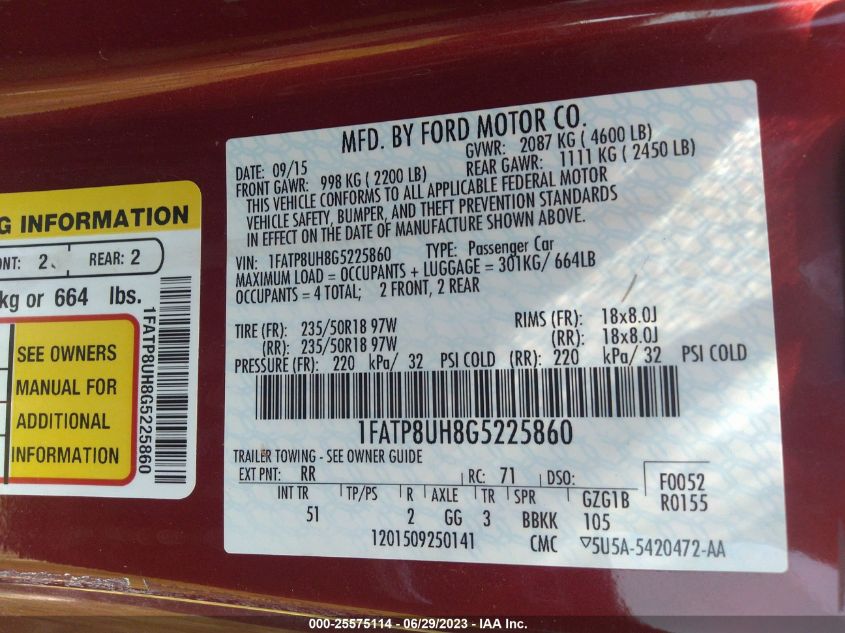 MFD. BY FORD MOTOR CO.
DATE: 09/15 GVWR: 2087 KG ( 4600 LB)
FRONT GAWR: 998 KG ( 2200 LB) REAR GAWR: 1111 KG ( 2450 LB)
THIS VEHICLE CONFORMS TO ALL APPLICABLE FEDERAL MOTOR
VEHICLE SAFETY, BUMPER, AND THEFT PREVENTION STANDARDS
IN EFFECT ON THE DATE OF MANUFACTURE SHOWN ABOVE.
VIN: 1FATP8UH8G5225860 TYPE: Passenger Car
MAXIMUM LOAD = OCCUPANTS + LUGGAGE = 301KG/ 664LB
OCCUPANTS = 4 TOTAL; 2 FRONT, 2 REAR
TIRE (FR): 235/50R18 97W RIMS (FR): 18x8.0J
(RR): 235/50R18 97W (RR): 18x8.0J
PRESSURE (FR): 220 kPa/ 32 PSI COLD (RR): 220 kPa/ 32 PSI COLD
1FATP8UH8G5225860
TRAILER TOWING - SEE OWNER GUIDE
EXT PNT: RR RC: 71 DSO: F0052
R0155
INT TR TP/PS R AXLE TR SPR GZG1B
51 2 GG 3 BBKK 105
1201509250141 CMC ▽5U5A-5420472-AA
G INFORMATION
NT: 2 REAR: 2
kg or 664 lbs.
SEE OWNERS
MANUAL FOR
ADDITIONAL
INFORMATION
1FATP8UH8G5225860
000-25575114 - 06/29/2023 - IAA Inc.